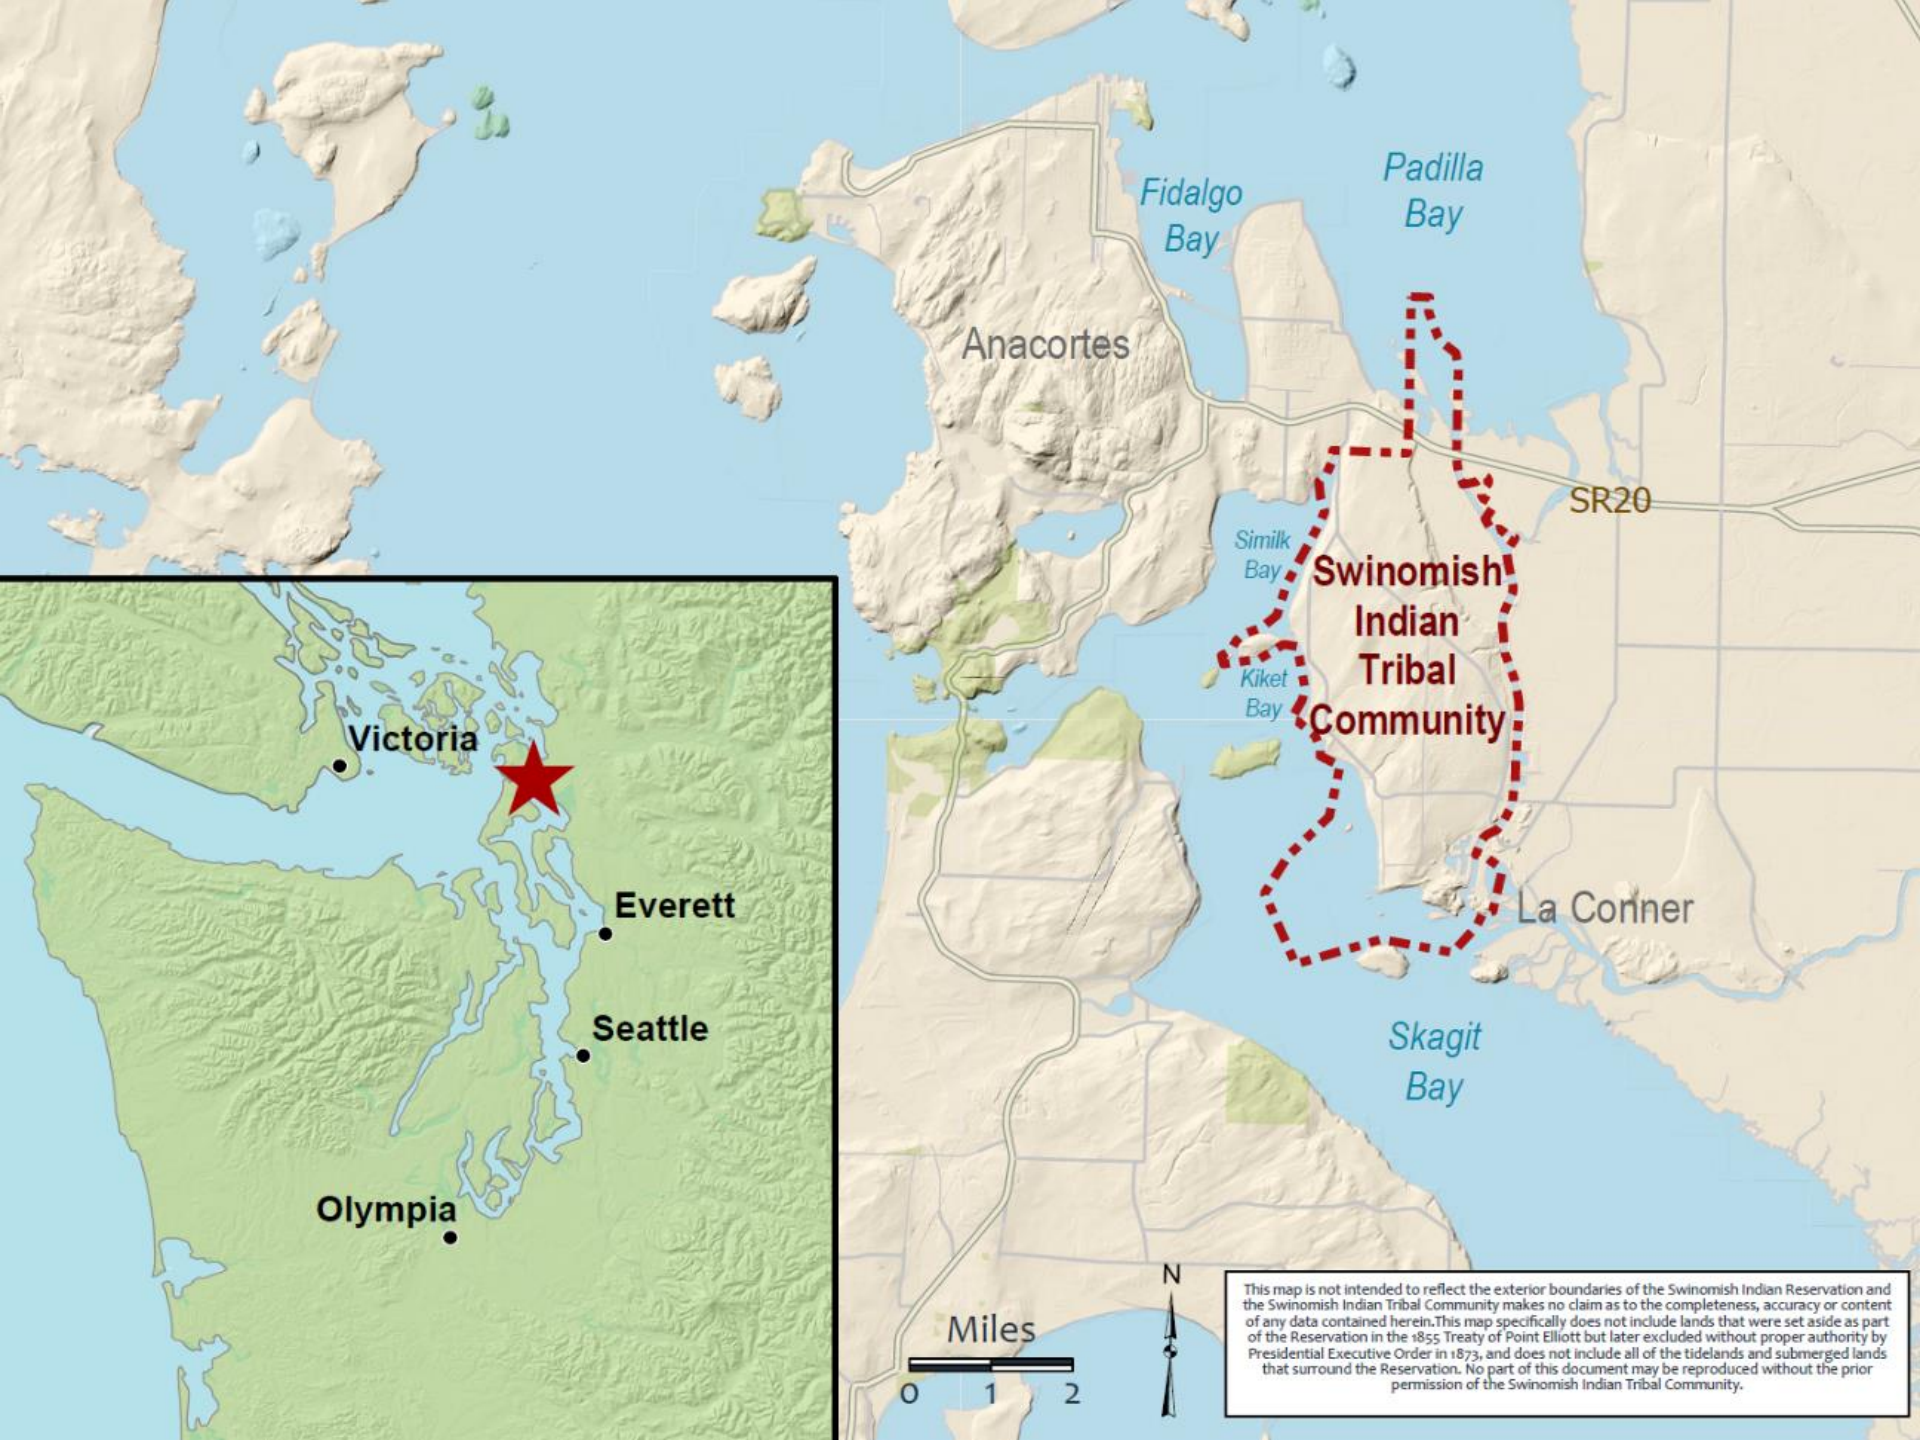 Padilla
Bay
Fidalgo
Bay
Anacortes
SR20
Similk
Bay
Swinomish
Indian
Tribal
Community
Kiket
Bay
La Conner
Skagit
Bay
Victoria
Everett
Seattle
Olympia
Miles
0 1 2
N
This map is not intended to reflect the exterior boundaries of the Swinomish Indian Reservation and
the Swinomish Indian Tribal Community makes no claim as to the completeness, accuracy or content
of any data contained herein.This map specifically does not include lands that were set aside as part
of the Reservation in the 1855 Treaty of Point Elliott but later excluded without proper authority by
Presidential Executive Order in 1873, and does not include all of the tidelands and submerged lands
that surround the Reservation. No part of this document may be reproduced without the prior
permission of the Swinomish Indian Tribal Community.